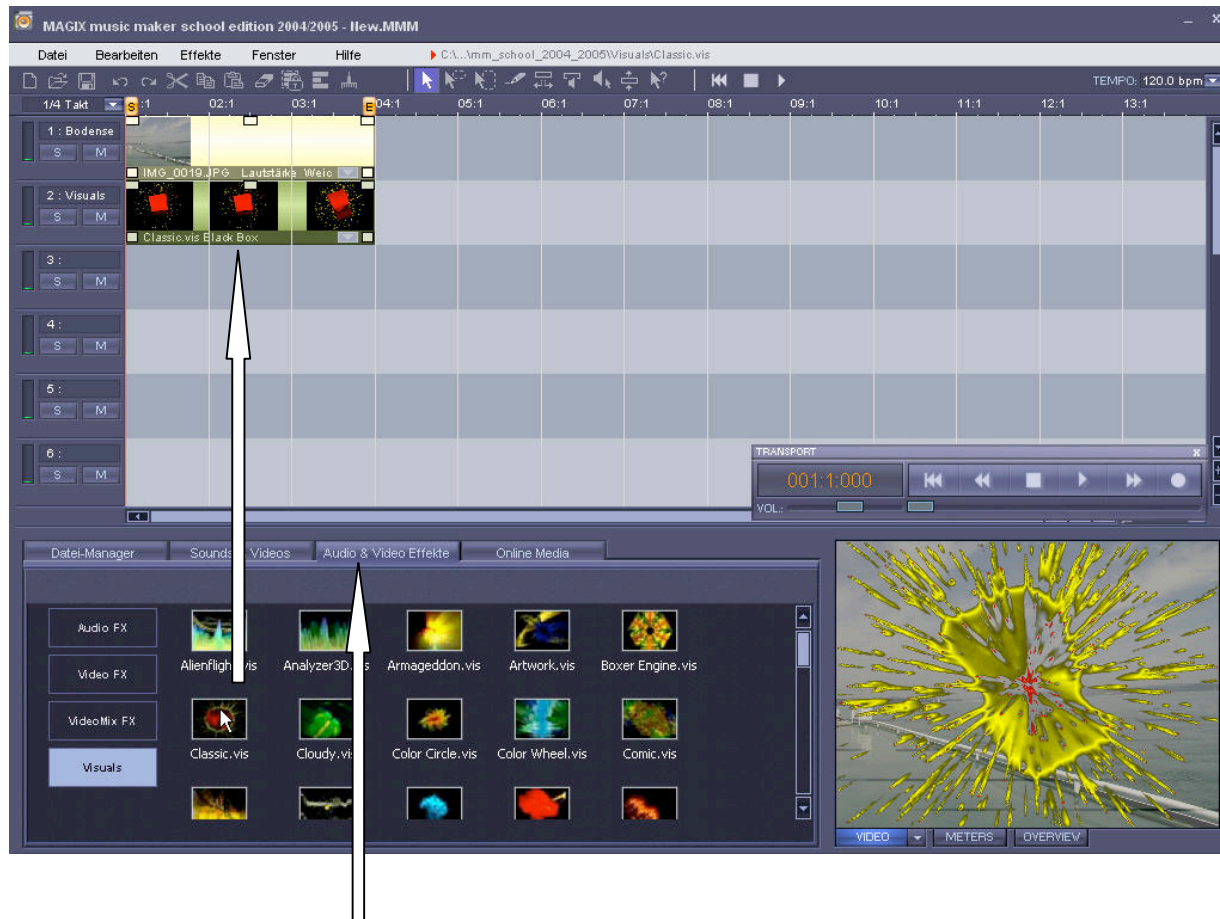 MAGIX music maker school edition 2004/2005 - New.MMM
Datei Bearbeiten Effekte Fenster Hilfe C:\...\mm_school_2004_2005\Visuals\Classic.vis
TEMPO: 120.0 bpm
1/4 Takt S :1 02:1 03:1 E 04:1 05:1 06:1 07:1 08:1 09:1 10:1 11:1 12:1 13:1
1 : Bodense
S M
IMG_0019.JPG Lautstärke Weic
2 : Visuals
S M
Classic.vis Black Box
3 :
S M
4 :
S M
5 :
S M
6 :
S M
TRANSPORT x
001:1:000
VOL.:
Datei-Manager Sounds Videos Audio & Video Effekte Online Media
Audio FX
Video FX
VideoMix FX
Visuals
Alienfligh vis Analyzer3D. s Armageddon.vis Artwork.vis Boxer Engine.vis
Classic.vis Cloudy.vi Color Circle.vis Color Wheel.vis Comic.vis
VIDEO METERS OVERVIEW